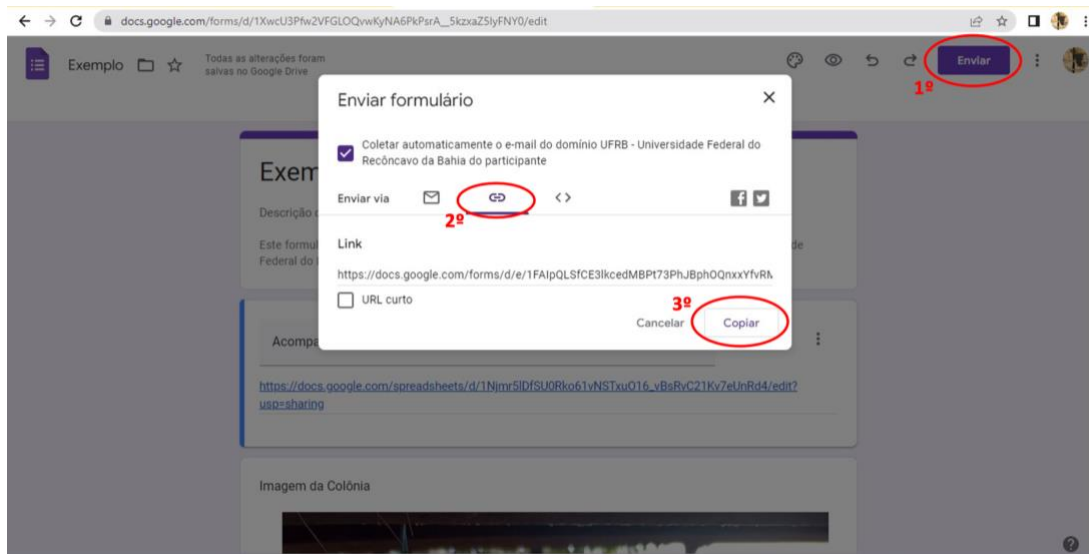 docs.google.com/forms/d/1XwcU3Pfw2VFGLOQvwKyNA6PkPsrA__5kzxaZ5lyFNY0/edit
Exemplo
Todas as alterações foram
salvas no Google Drive
Enviar
1º
Enviar formulário
Coletar automaticamente o e-mail do domínio UFRB - Universidade Federal do
Recôncavo da Bahia do participante
Exem
Enviar via
2º
Descrição
Link
Este formul
de
Federal do
https://docs.google.com/forms/d/e/1FAIpQLSfCE3lkcedMBPt73PhJBphOQnxxYfvRM
URL curto
3º
Cancelar
Copiar
Acompa
https://docs.google.com/spreadsheets/d/1Njmr5lDfSU0Rko61vNSTxuO16_vBsRvC21Kv7eUnRd4/edit?
usp=sharing
Imagem da Colônia